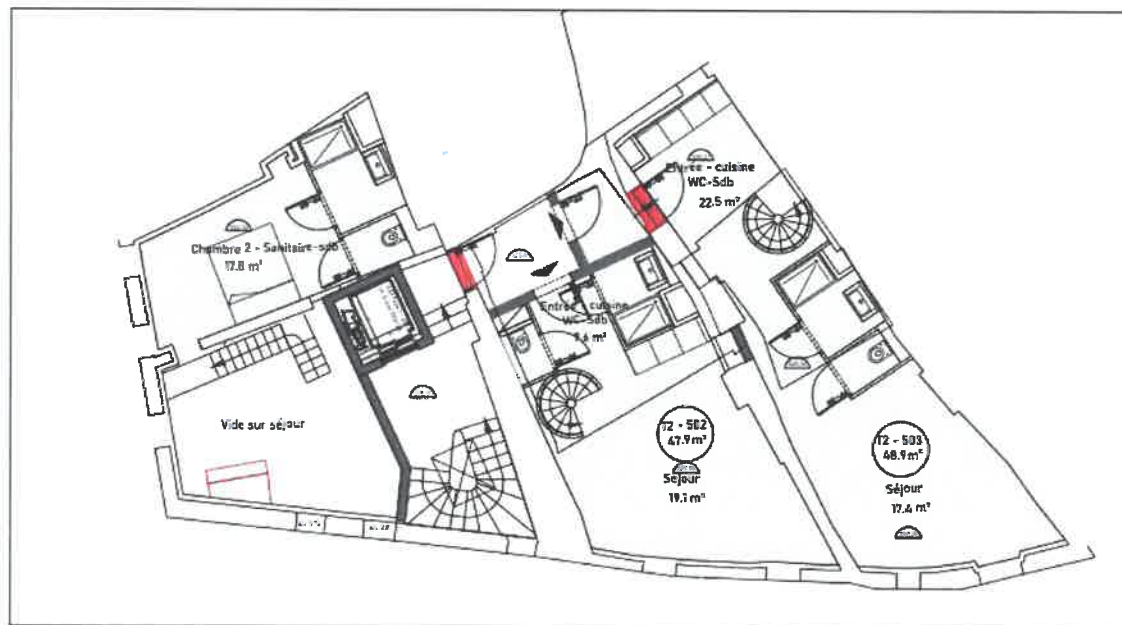 Entrée - cuisine
WC-Sdb
22.5 m²
Chambre 2 - Sanitaire-sdb
17.8 m²
Entrée - cuisine
WC-Sdb
Vide sur séjour
T2 - 502
47.9 m²
Séjour
19.1 m²
T2 - 503
48.9 m²
Séjour
17.4 m²